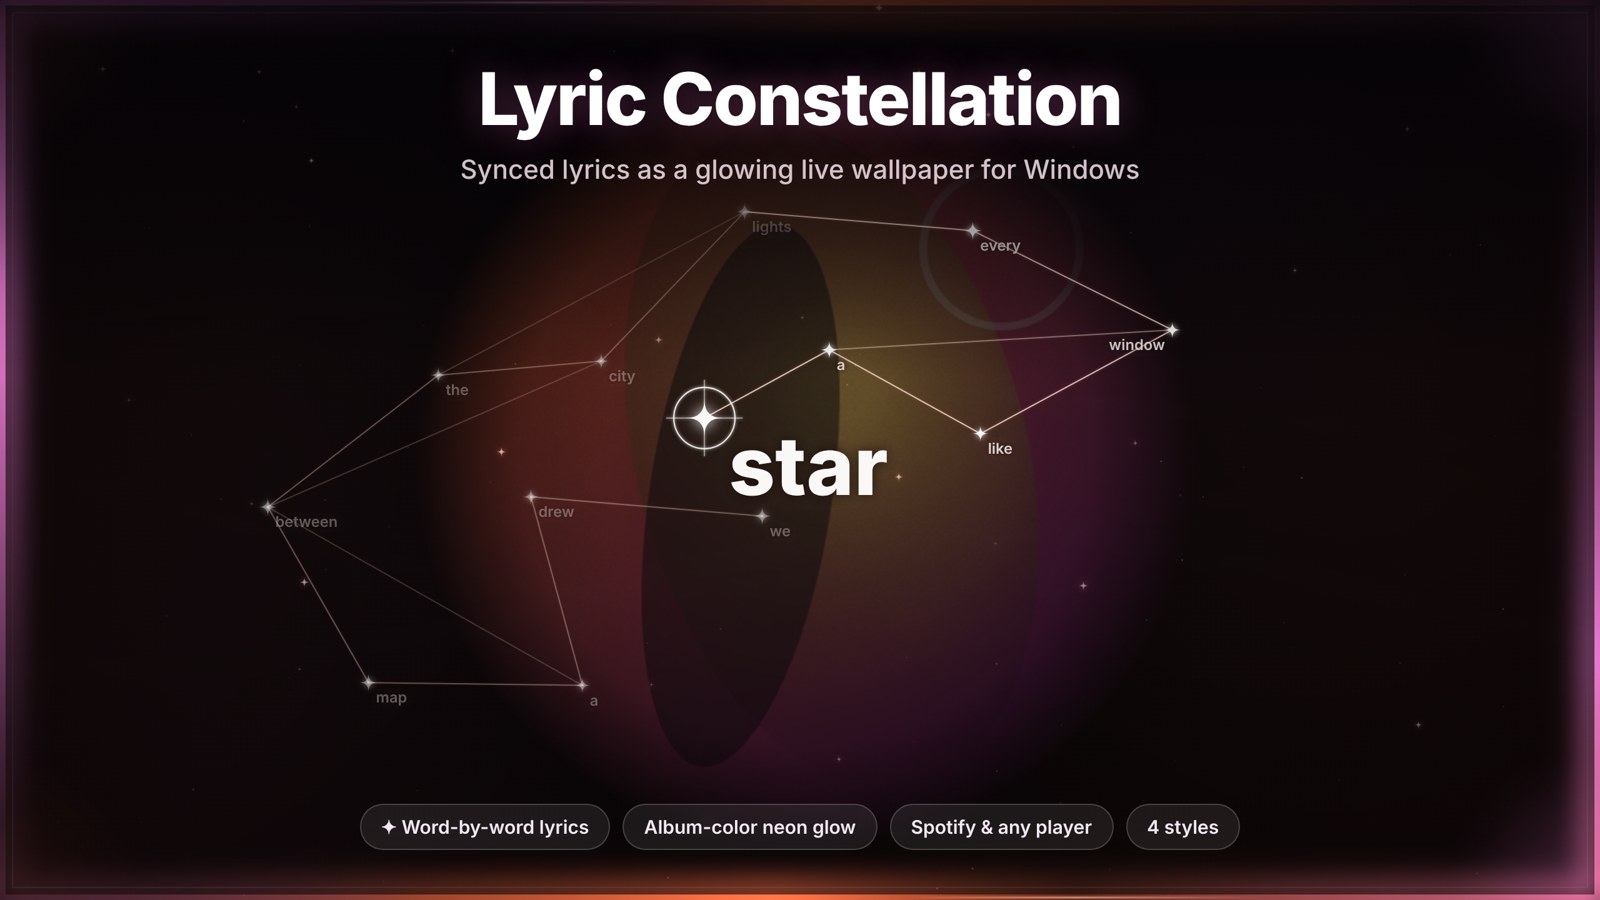 Lyric Constellation
Synced lyrics as a glowing live wallpaper for Windows
lights
every
window
a
the
city
like
star
between
drew
we
map
a
✦ Word-by-word lyrics
Album-color neon glow
Spotify & any player
4 styles